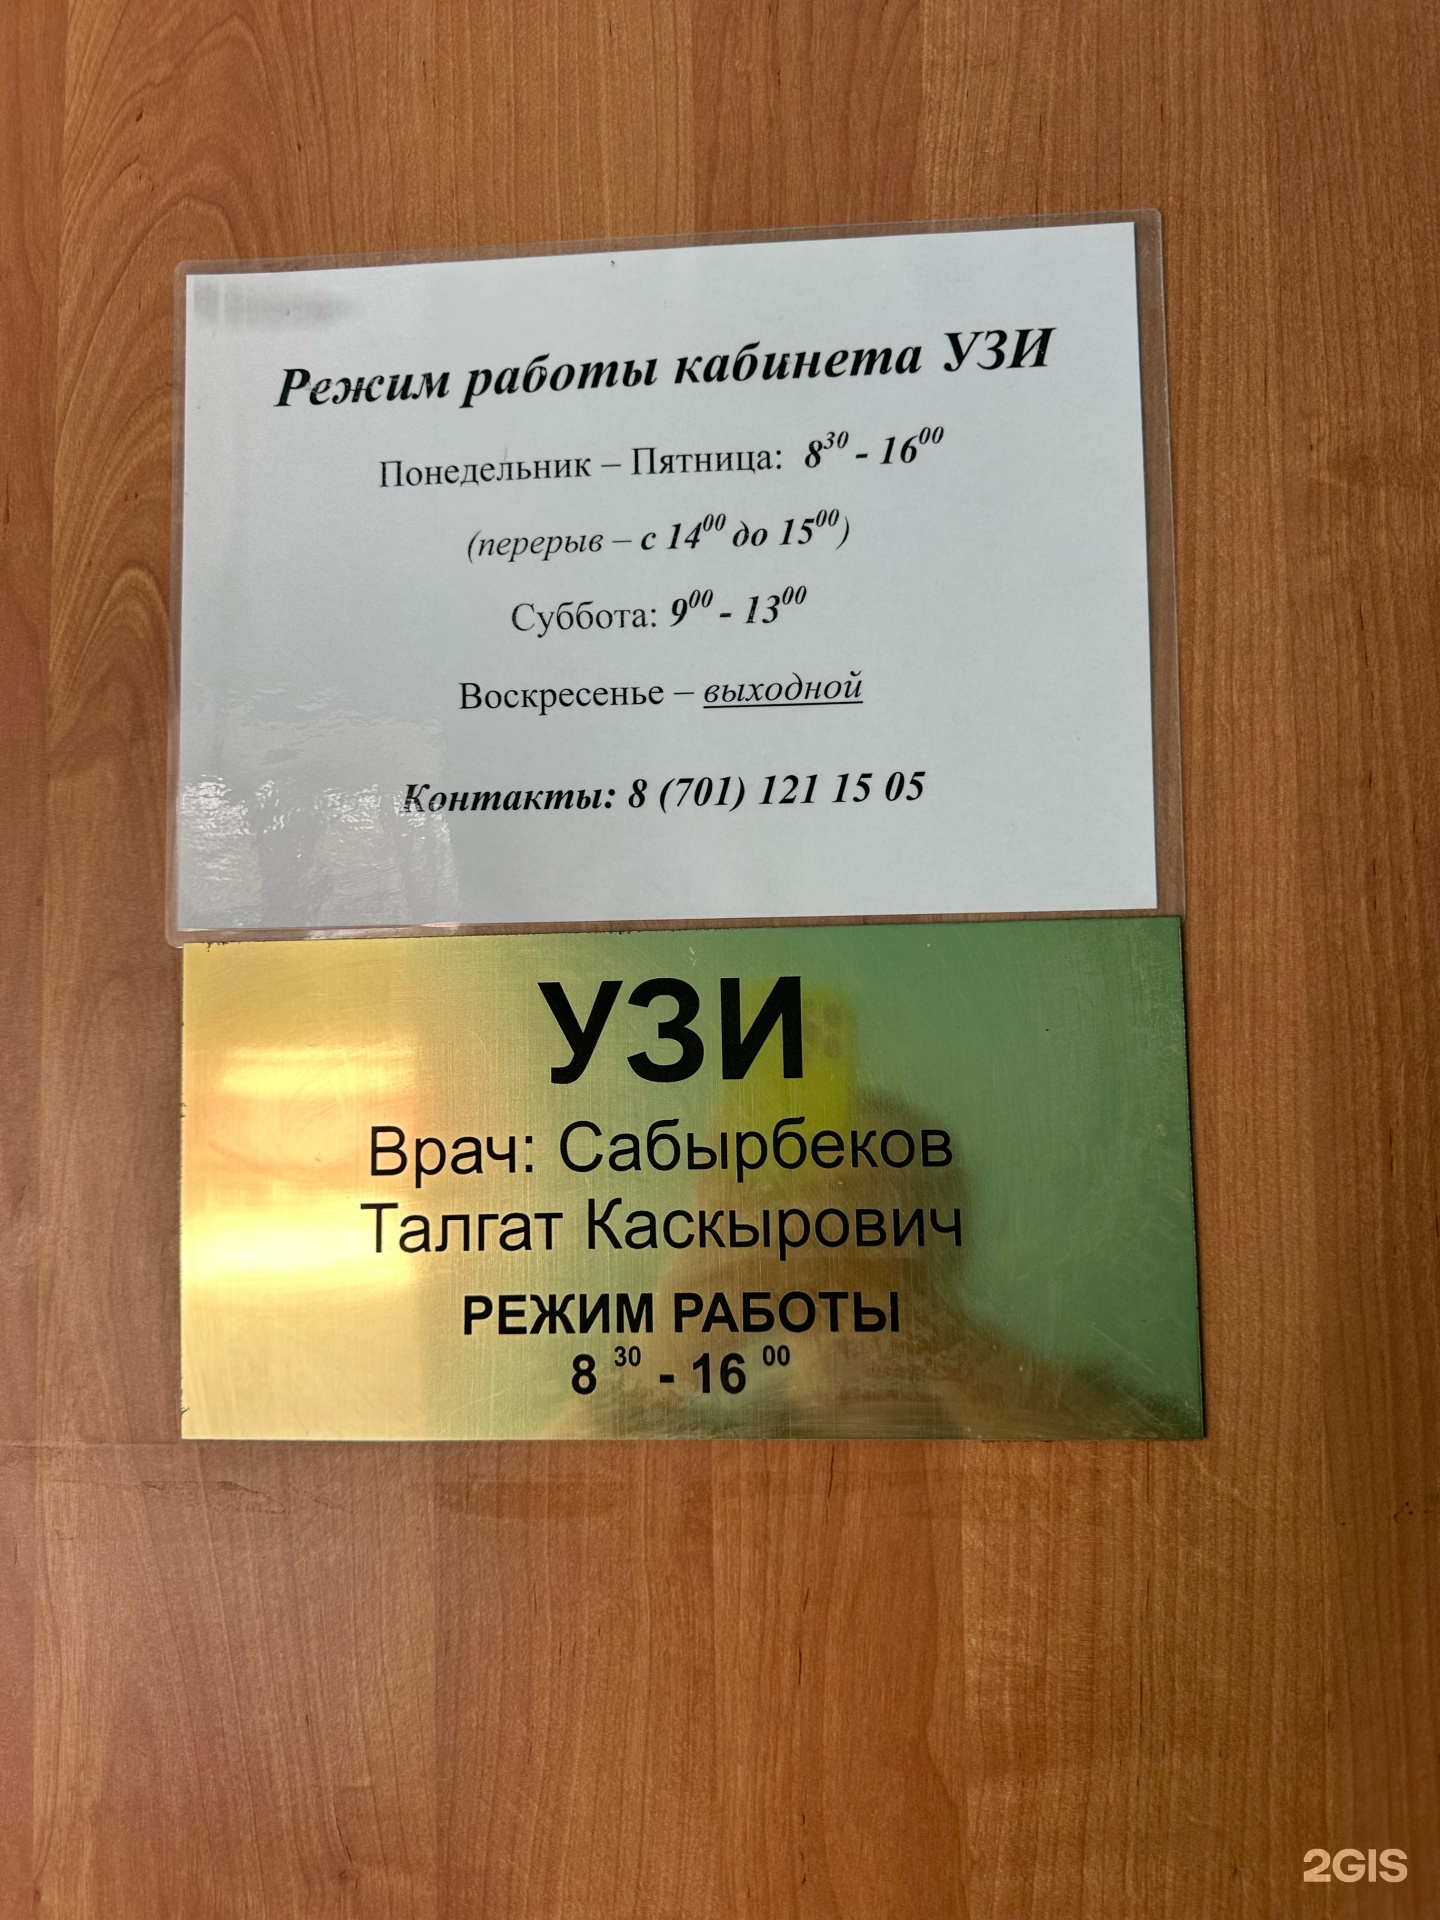 Режим работы кабинета УЗИ
Понедельник – Пятница: 8³⁰ - 16⁰⁰
(перерыв – с 14⁰⁰ до 15⁰⁰)
Суббота: 9⁰⁰ - 13⁰⁰
Воскресенье – выходной
Контакты: 8 (701) 121 15 05
УЗИ
Врач: Сабырбеков
Талгат Каскырович
РЕЖИМ РАБОТЫ
8 ³⁰ - 16 ⁰⁰
2GIS